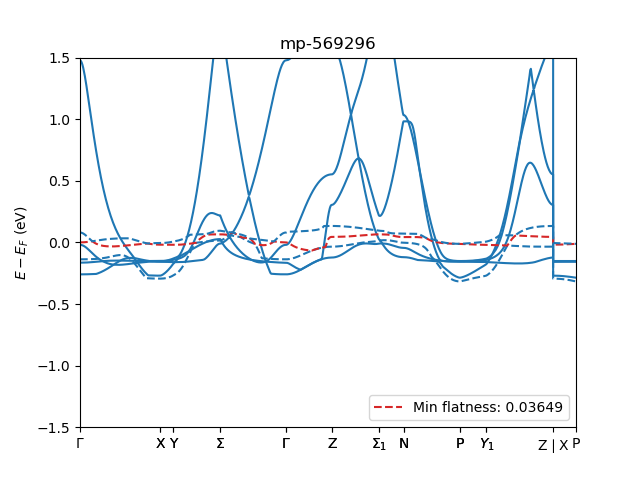 mp-569296
E − E_F (eV)
1.5
1.0
0.5
0.0
−0.5
−1.0
−1.5
Min flatness: 0.03649
Γ X Y Σ Γ Z Σ₁ N P Y₁ Z | X P